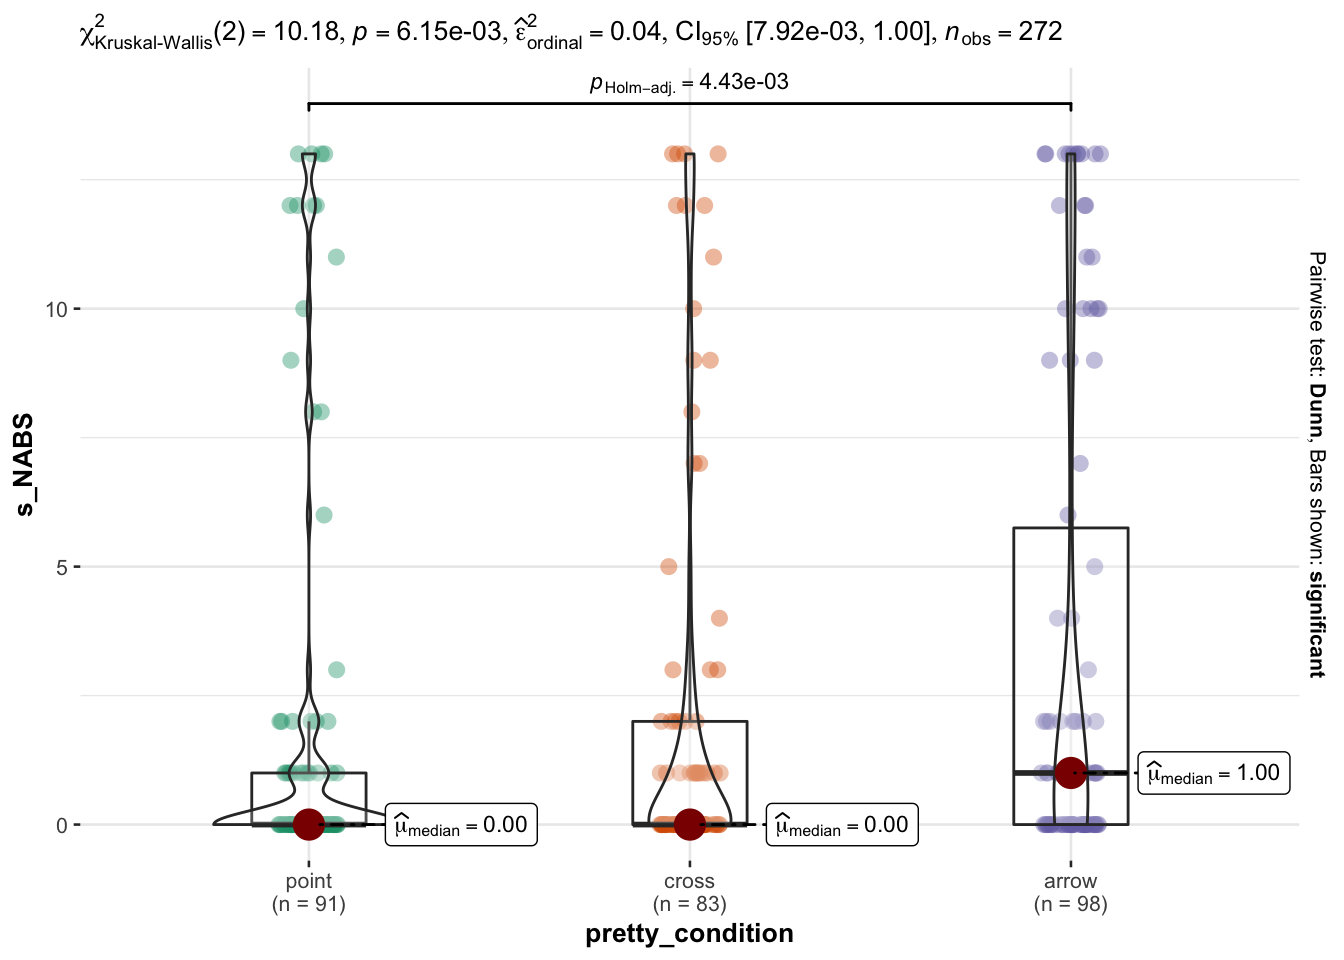 χ²Kruskal-Wallis(2) = 10.18, p = 6.15e-03, ε̂²ordinal = 0.04, CI95% [7.92e-03, 1.00], nobs = 272
pHolm−adj. = 4.43e-03
10
5
0
s_NABS
μ̂median = 0.00
μ̂median = 0.00
μ̂median = 1.00
point
(n = 91)
cross
(n = 83)
arrow
(n = 98)
pretty_condition
Pairwise test: Dunn, Bars shown: significant